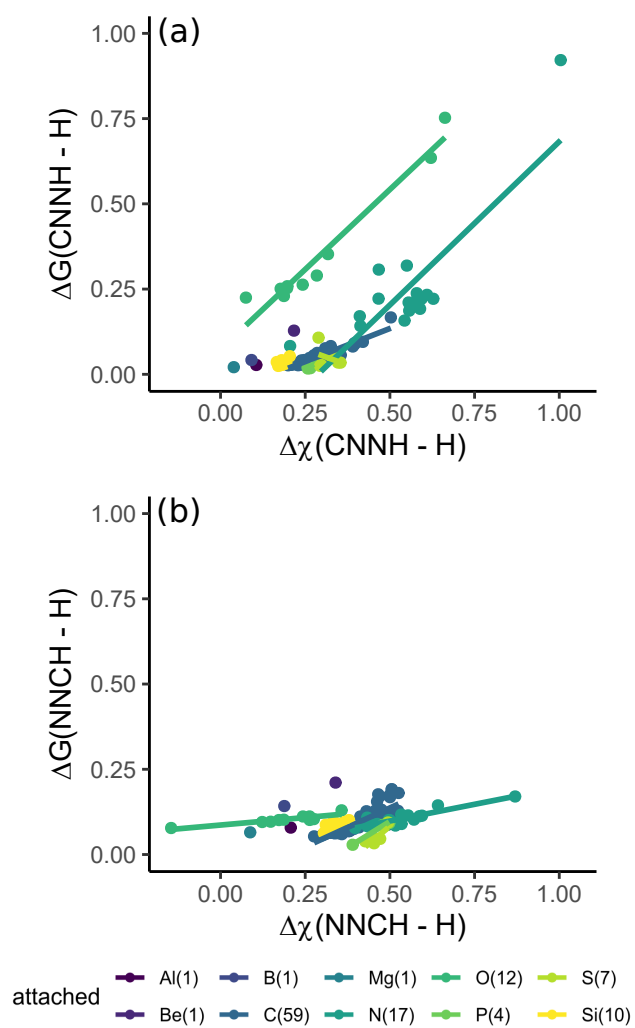 (a)
ΔG(CNNH - H)
1.00
0.75
0.50
0.25
0.00
0.00 0.25 0.50 0.75 1.00
Δχ(CNNH - H)
(b)
ΔG(NNCH - H)
1.00
0.75
0.50
0.25
0.00
0.00 0.25 0.50 0.75 1.00
Δχ(NNCH - H)
attached
Al(1) B(1) Mg(1) O(12) S(7)
Be(1) C(59) N(17) P(4) Si(10)